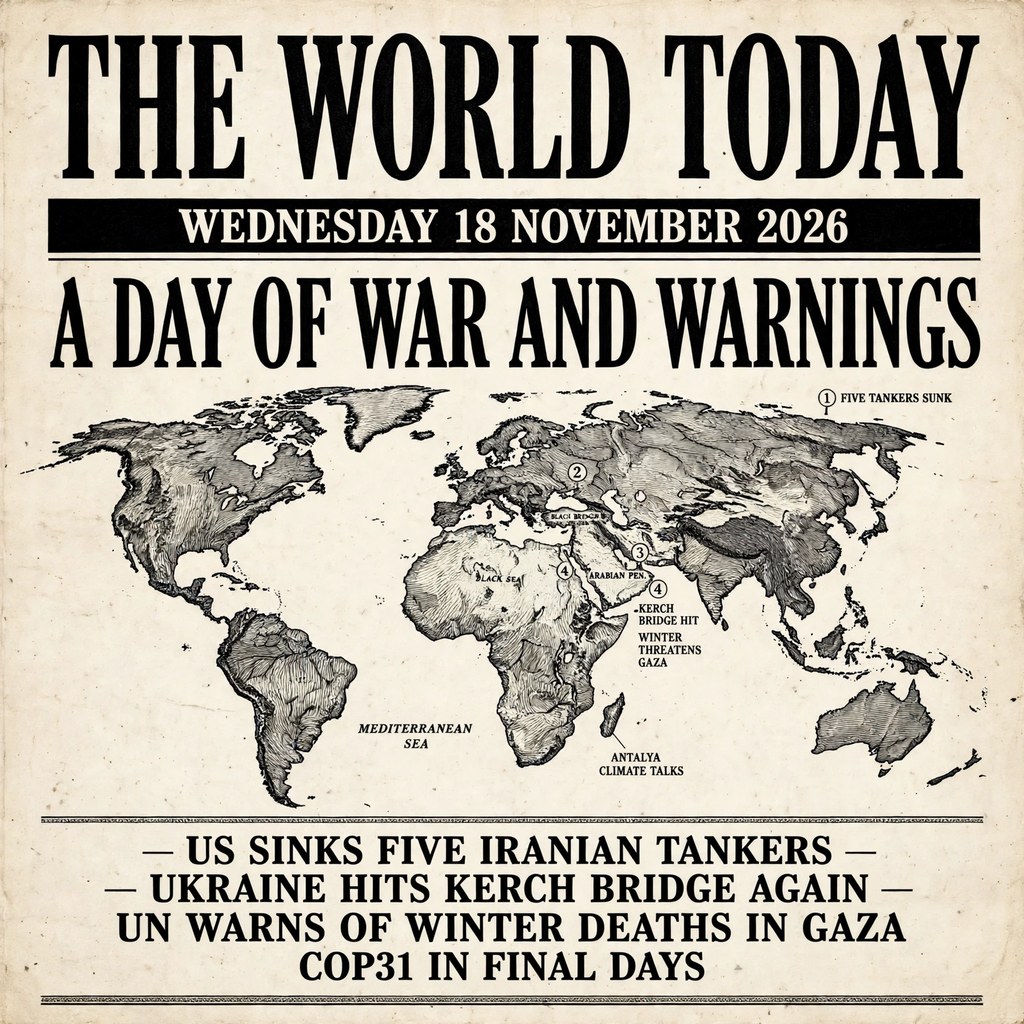 THE WORLD TODAY
WEDNESDAY 18 NOVEMBER 2026
A DAY OF WAR AND WARNINGS
1 FIVE TANKERS SUNK
2
BLACK
3
BLACK SEA
4
ARABIAN PEN.
4
KERCH
BRIDGE HIT
WINTER
THREATENS
GAZA
MEDITERRANEAN
SEA
ANTALYA
CLIMATE TALKS
— US SINKS FIVE IRANIAN TANKERS —
— UKRAINE HITS KERCH BRIDGE AGAIN —
UN WARNS OF WINTER DEATHS IN GAZA
COP31 IN FINAL DAYS